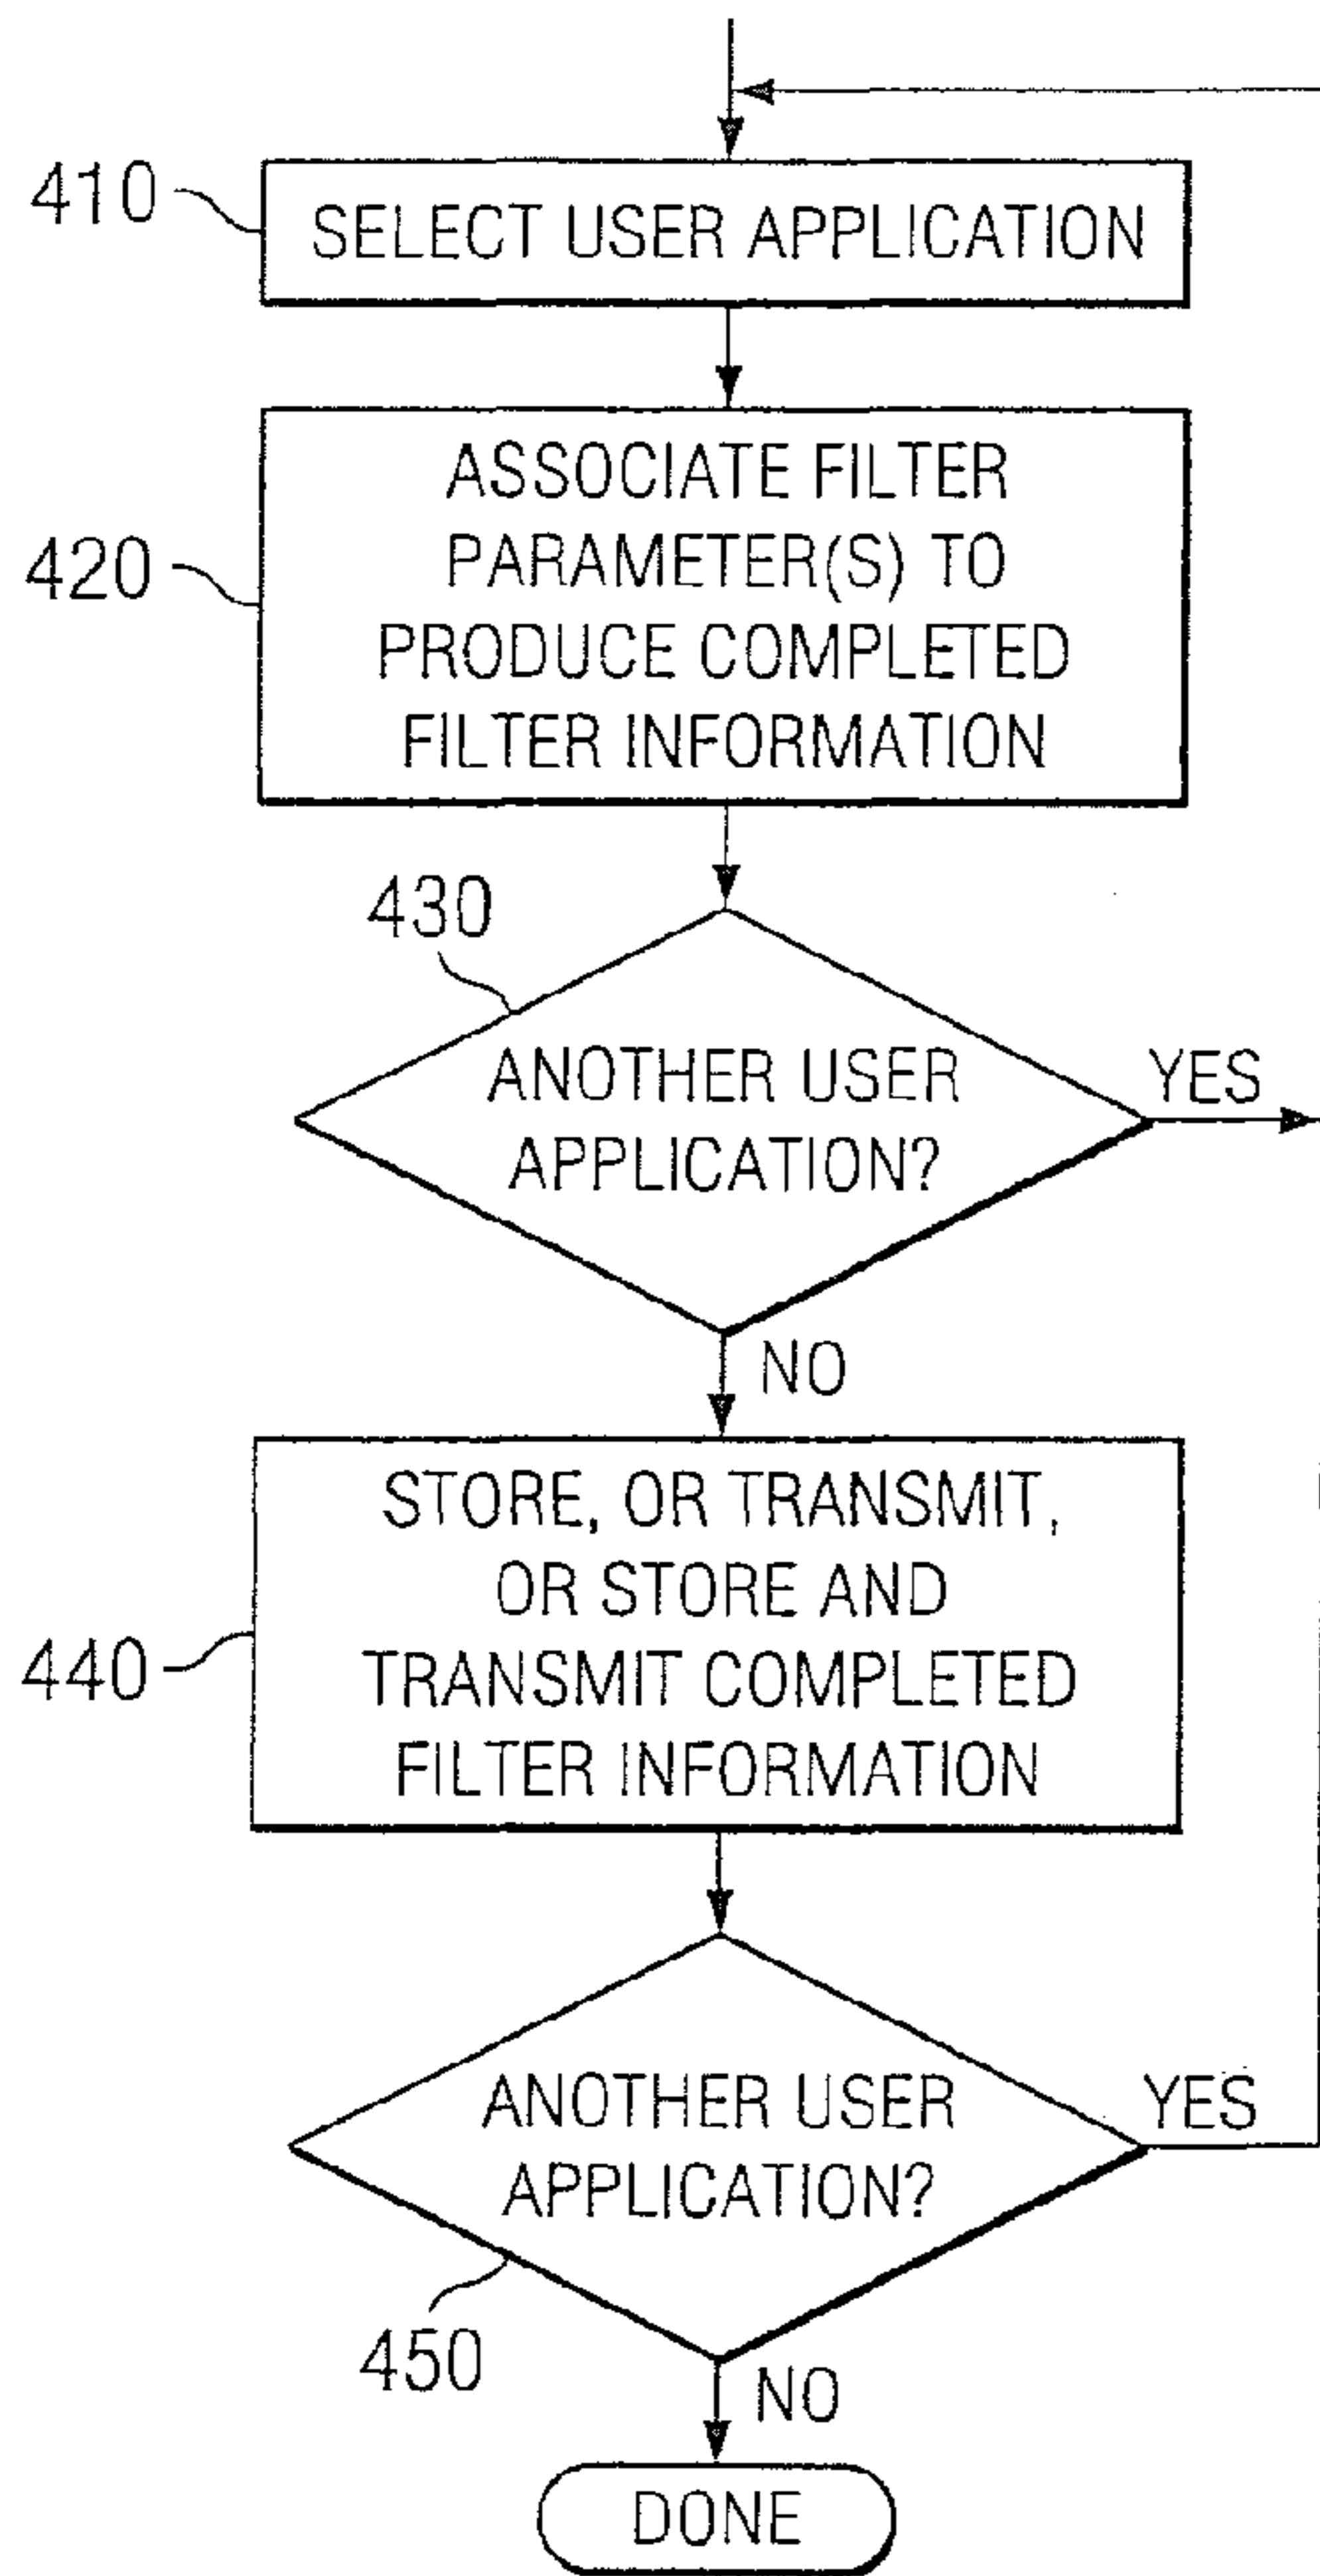 410
SELECT USER APPLICATION
420
ASSOCIATE FILTER
PARAMETER(S) TO
PRODUCE COMPLETED
FILTER INFORMATION
430
ANOTHER USER
APPLICATION?
YES
NO
440
STORE, OR TRANSMIT,
OR STORE AND
TRANSMIT COMPLETED
FILTER INFORMATION
ANOTHER USER
APPLICATION?
YES
450
NO
DONE